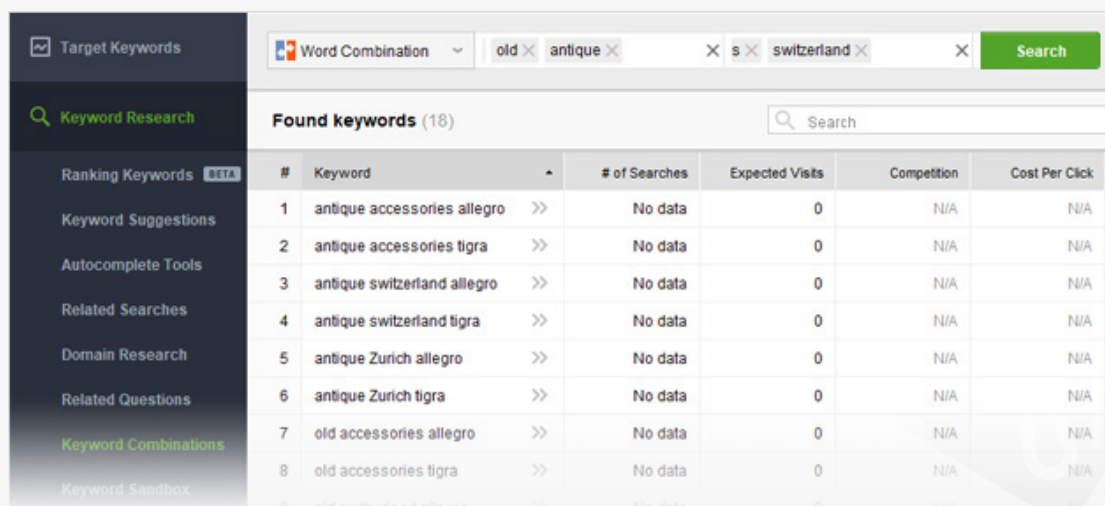 Target Keywords
Word Combination old antique s switzerland Search
Keyword Research
Found keywords (18) Search
Ranking Keywords BETA
Keyword Suggestions
Autocomplete Tools
Related Searches
Domain Research
Related Questions
Keyword Combinations
Keyword Sandbox
# Keyword # of Searches Expected Visits Competition Cost Per Click
1 antique accessories allegro No data 0 N/A N/A
2 antique accessories tigra No data 0 N/A N/A
3 antique switzerland allegro No data 0 N/A N/A
4 antique switzerland tigra No data 0 N/A N/A
5 antique Zurich allegro No data 0 N/A N/A
6 antique Zurich tigra No data 0 N/A N/A
7 old accessories allegro No data 0 N/A N/A
8 old accessories tigra No data 0 N/A N/A